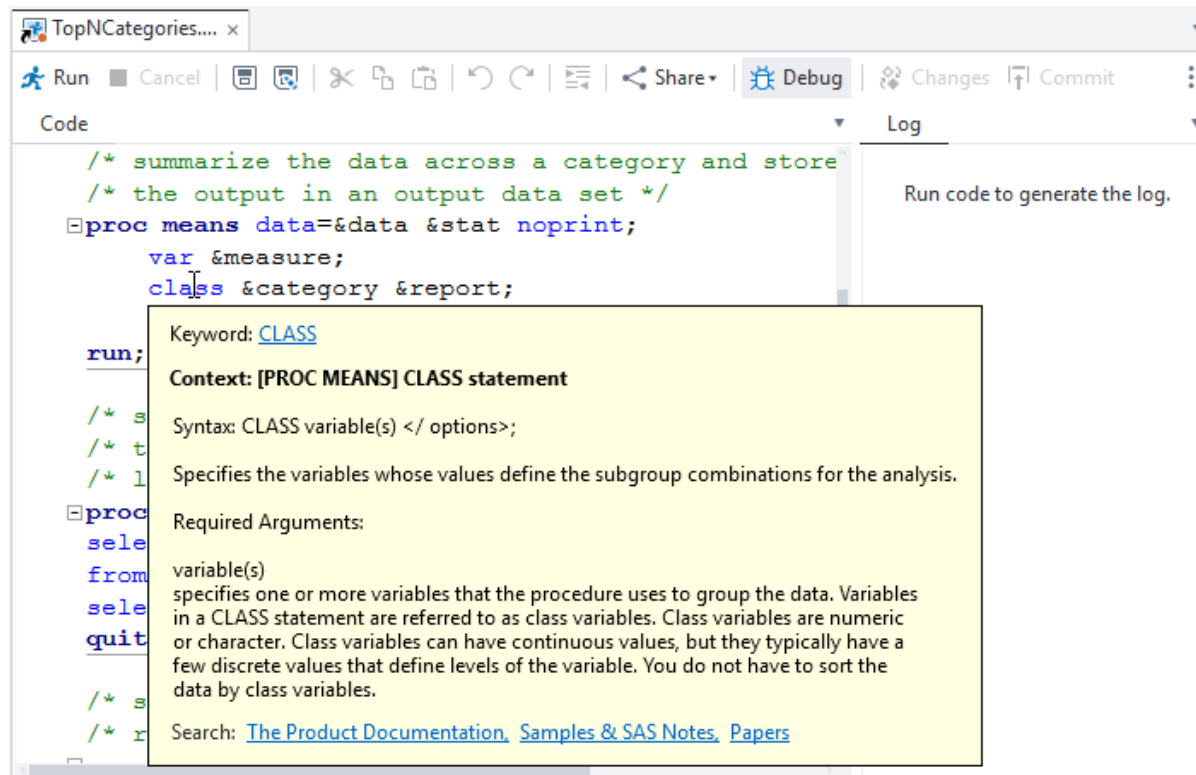 TopNCategories....
Run Cancel Share Debug Changes Commit
Code
Log
/* summarize the data across a category and store
/* the output in an output data set */
proc means data=&data &stat noprint;
var &measure;
class &category &report;
run;
/* s
/* t
/* l
proc
sele
from
sele
quit
/* s
/* r
Keyword: CLASS
Context: [PROC MEANS] CLASS statement
Syntax: CLASS variable(s) </ options>;
Specifies the variables whose values define the subgroup combinations for the analysis.
Required Arguments:
variable(s)
specifies one or more variables that the procedure uses to group the data. Variables
in a CLASS statement are referred to as class variables. Class variables are numeric
or character. Class variables can have continuous values, but they typically have a
few discrete values that define levels of the variable. You do not have to sort the
data by class variables.
Search: The Product Documentation, Samples & SAS Notes, Papers
Run code to generate the log.